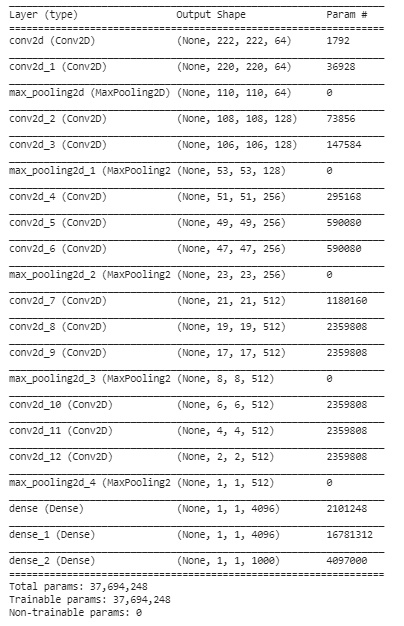 Layer (type) Output Shape Param #
conv2d (Conv2D) (None, 222, 222, 64) 1792
conv2d_1 (Conv2D) (None, 220, 220, 64) 36928
max_pooling2d (MaxPooling2D) (None, 110, 110, 64) 0
conv2d_2 (Conv2D) (None, 108, 108, 128) 73856
conv2d_3 (Conv2D) (None, 106, 106, 128) 147584
max_pooling2d_1 (MaxPooling2 (None, 53, 53, 128) 0
conv2d_4 (Conv2D) (None, 51, 51, 256) 295168
conv2d_5 (Conv2D) (None, 49, 49, 256) 590080
conv2d_6 (Conv2D) (None, 47, 47, 256) 590080
max_pooling2d_2 (MaxPooling2 (None, 23, 23, 256) 0
conv2d_7 (Conv2D) (None, 21, 21, 512) 1180160
conv2d_8 (Conv2D) (None, 19, 19, 512) 2359808
conv2d_9 (Conv2D) (None, 17, 17, 512) 2359808
max_pooling2d_3 (MaxPooling2 (None, 8, 8, 512) 0
conv2d_10 (Conv2D) (None, 6, 6, 512) 2359808
conv2d_11 (Conv2D) (None, 4, 4, 512) 2359808
conv2d_12 (Conv2D) (None, 2, 2, 512) 2359808
max_pooling2d_4 (MaxPooling2 (None, 1, 1, 512) 0
dense (Dense) (None, 1, 1, 4096) 2101248
dense_1 (Dense) (None, 1, 1, 4096) 16781312
dense_2 (Dense) (None, 1, 1, 1000) 4097000
Total params: 37,694,248
Trainable params: 37,694,248
Non-trainable params: 0